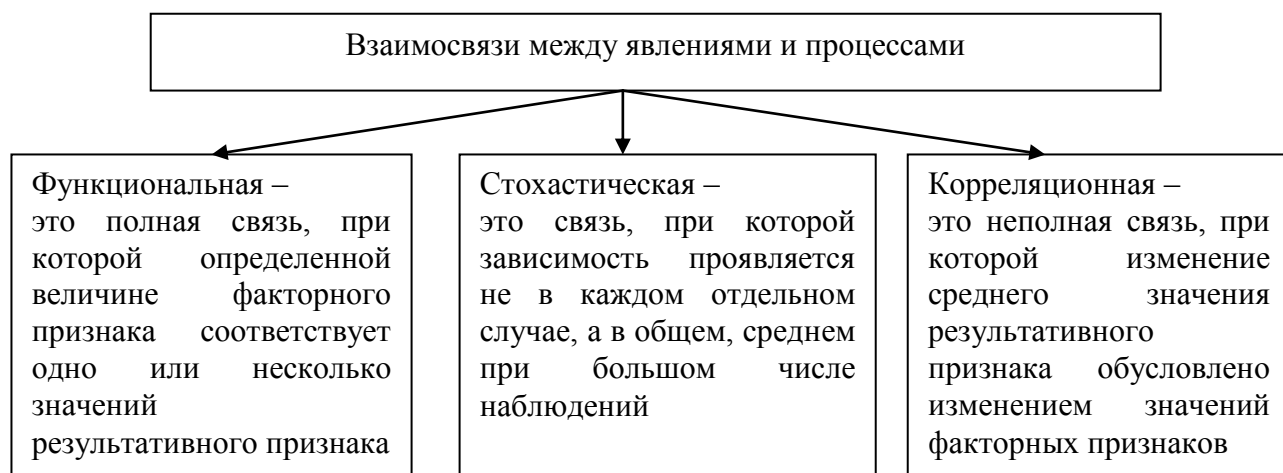 Взаимосвязи между явлениями и процессами
Функциональная –
это полная связь, при
которой определенной
величине факторного
признака соответствует
одно или несколько
значений
результативного признака
Стохастическая –
это связь, при которой
зависимость проявляется
не в каждом отдельном
случае, а в общем, среднем
при большом числе
наблюдений
Корреляционная –
это неполная связь, при
которой изменение
среднего значения
результативного
признака обусловлено
изменением значений
факторных признаков